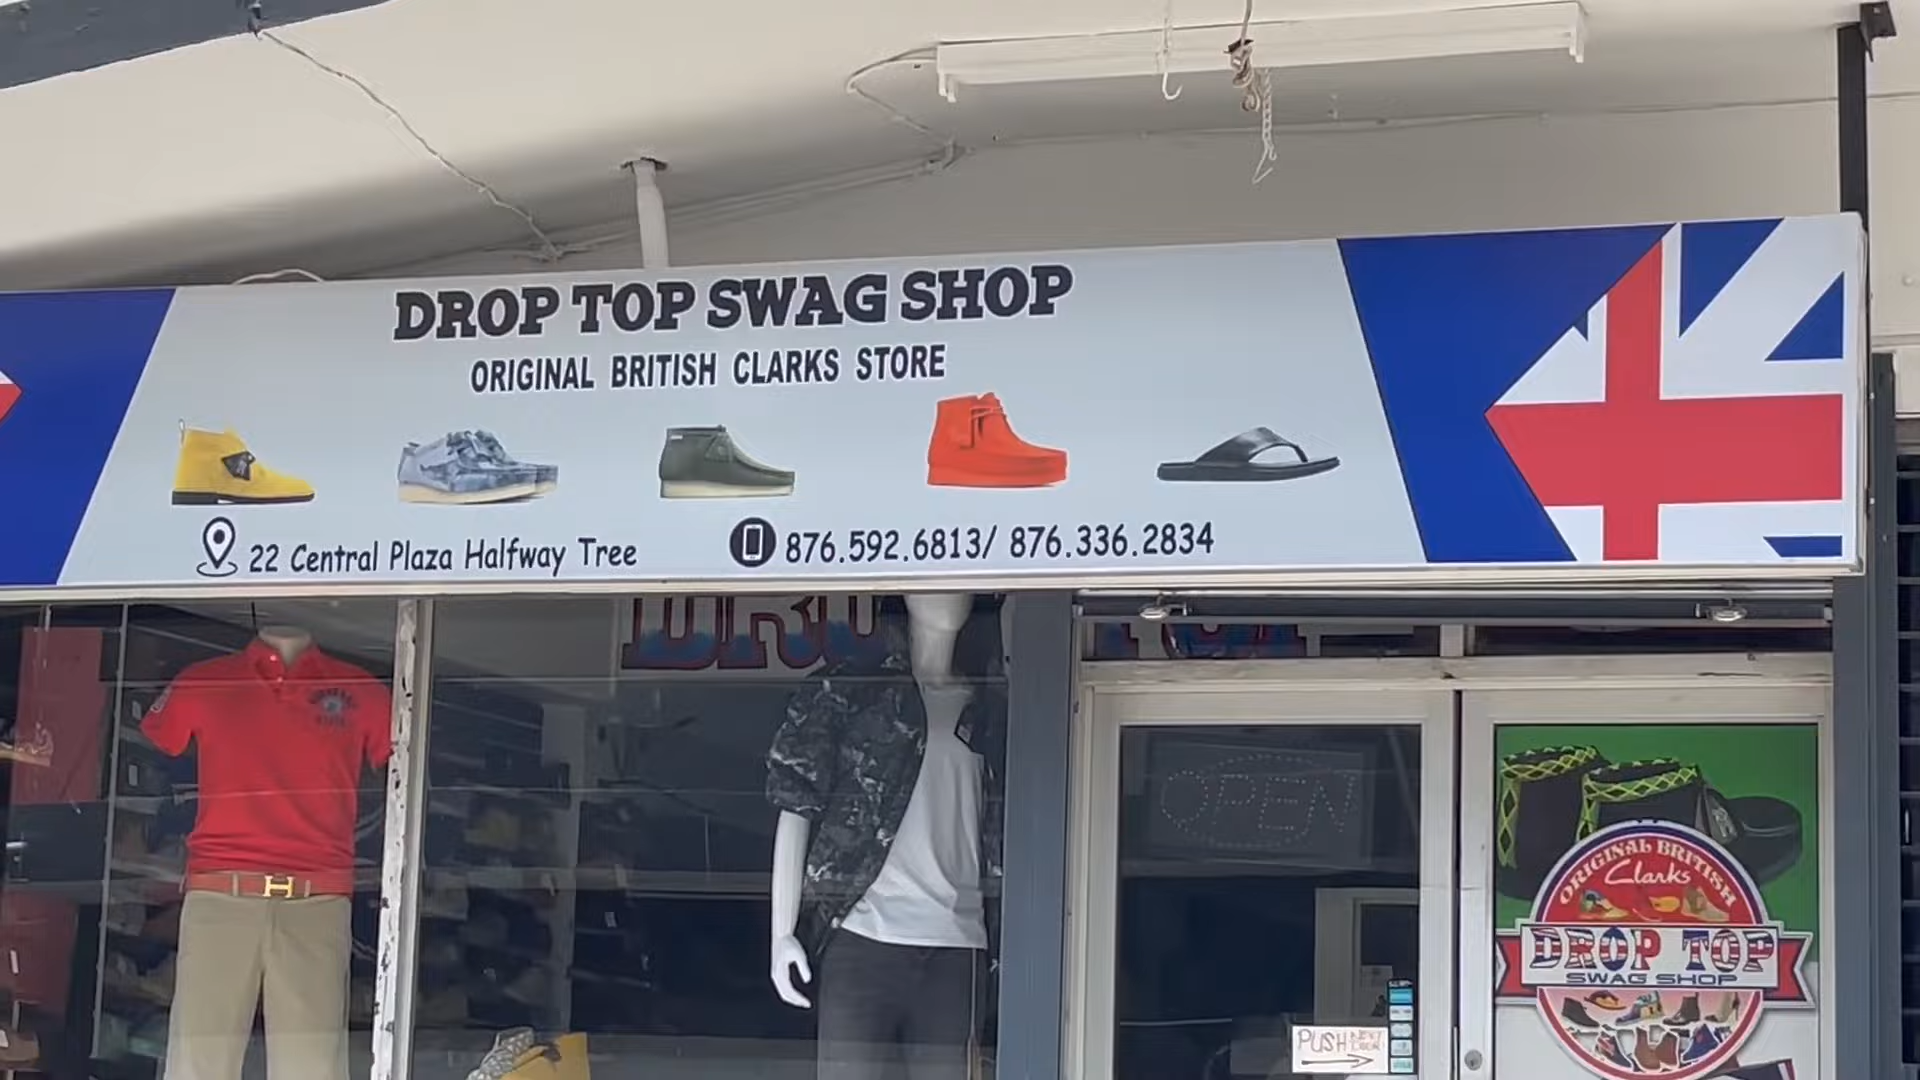 DROP TOP SWAG SHOP
ORIGINAL BRITISH CLARKS STORE
22 Central Plaza Halfway Tree
876.592.6813/ 876.336.2834
OPEN
ORIGINAL BRITISH
Clarks
DROP TOP
SWAG SHOP
PUSH